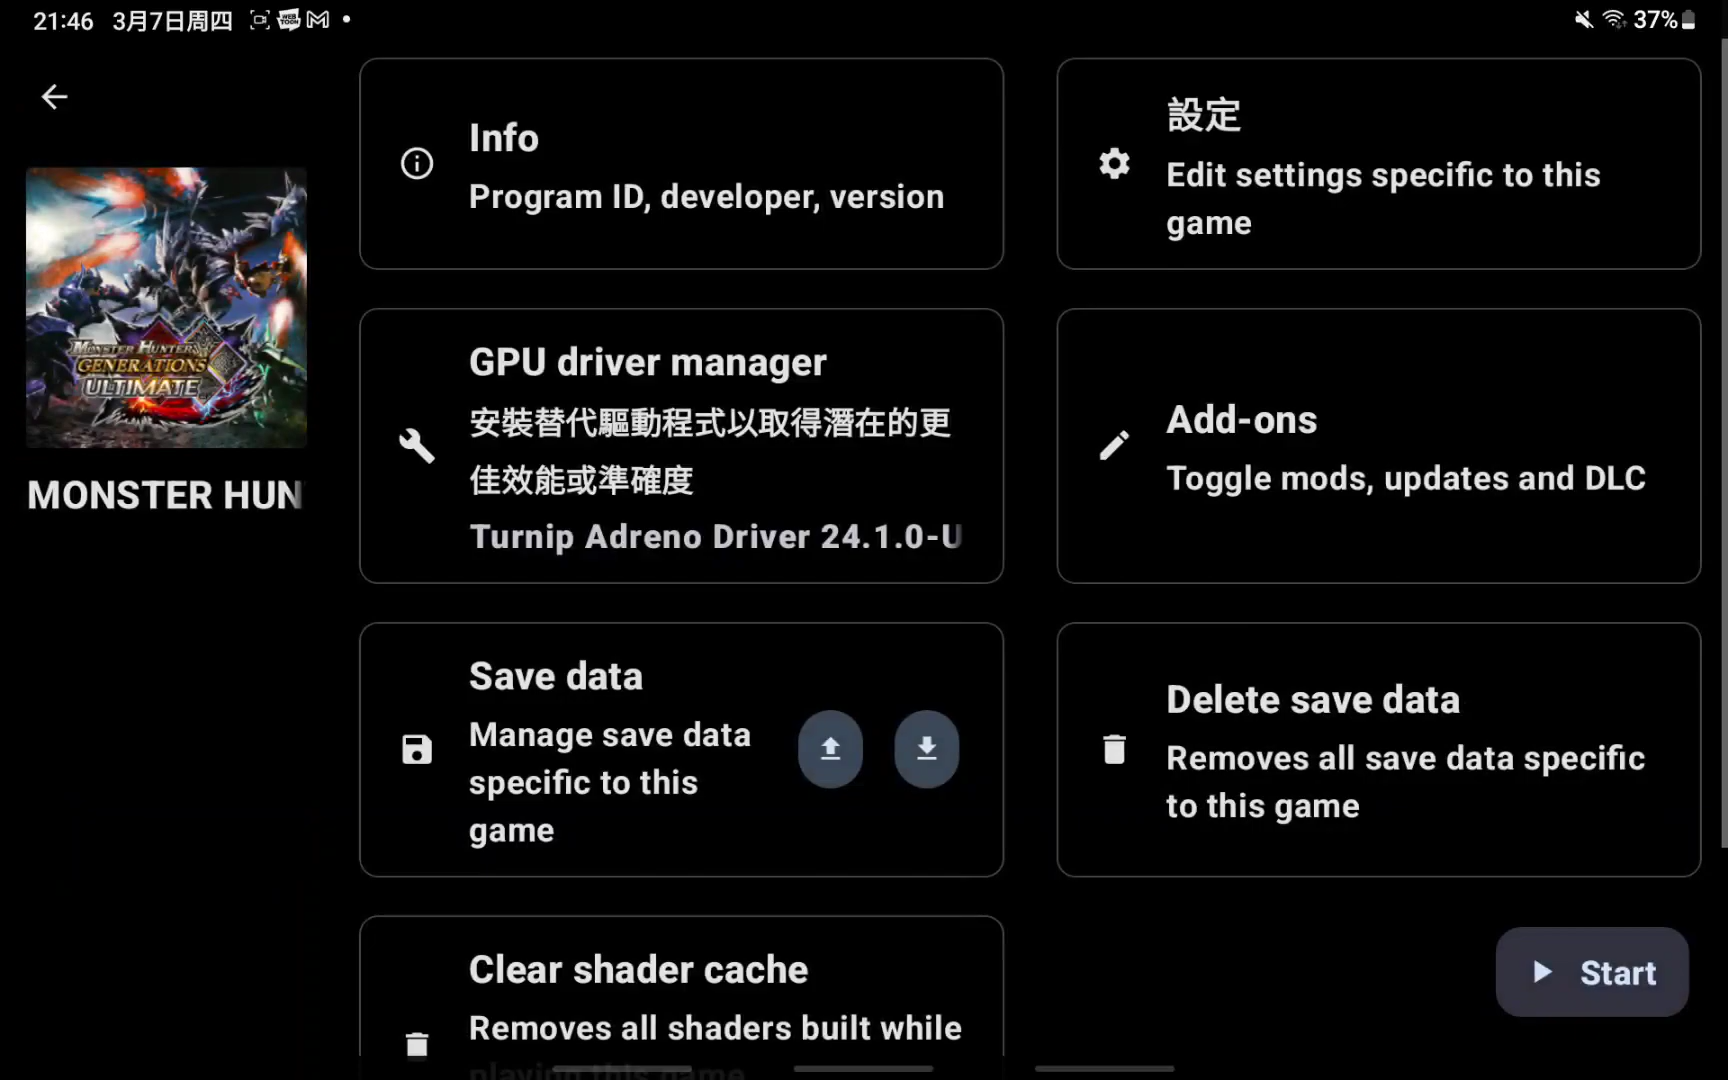 21:46 3月7日周四
37%
Info
Program ID, developer, version
設定
Edit settings specific to this
game
MONSTER HUNTER
GENERATIONS
ULTIMATE
MONSTER HUN
GPU driver manager
安裝替代驅動程式以取得潛在的更
佳效能或準確度
Turnip Adreno Driver 24.1.0-U
Add-ons
Toggle mods, updates and DLC
Save data
Manage save data
specific to this
game
Delete save data
Removes all save data specific
to this game
Clear shader cache
Removes all shaders built while
playing this game
Start